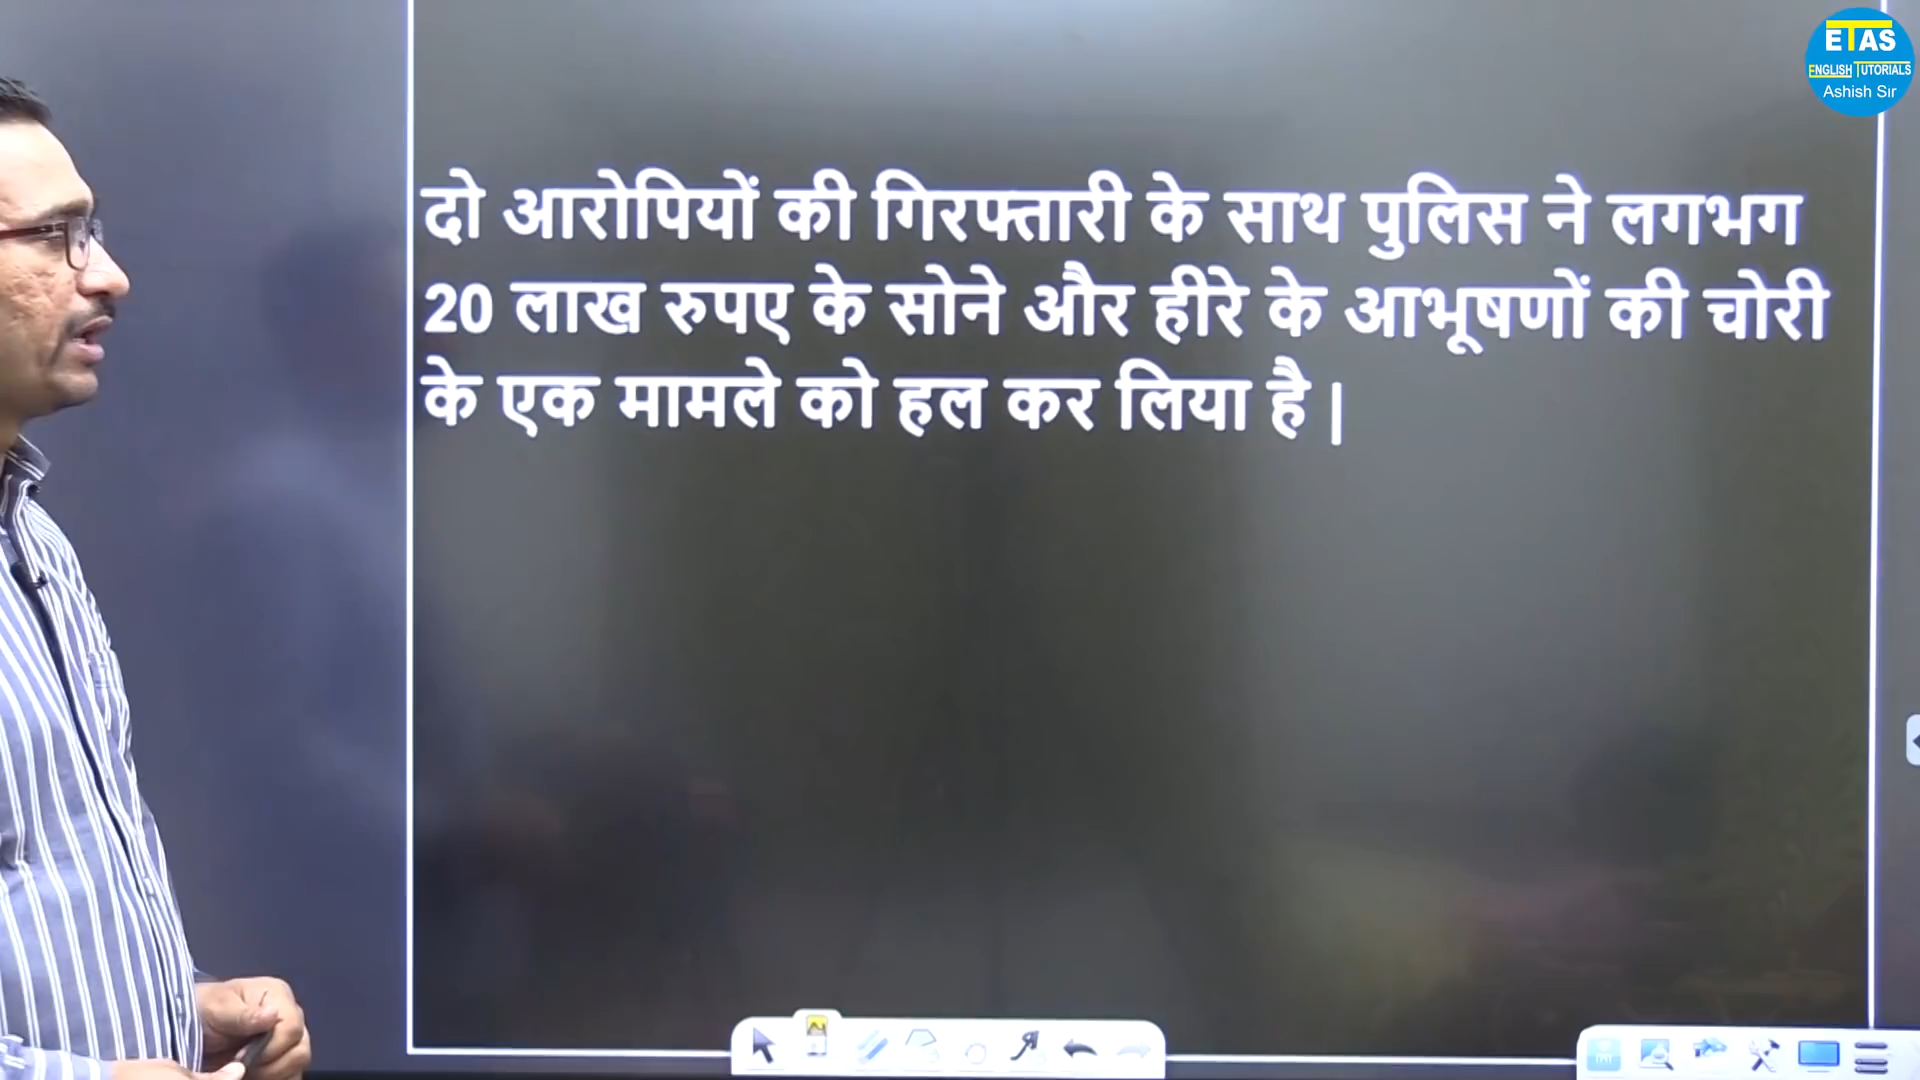 ETAS
ENGLISH TUTORIALS
Ashish Sir
दो आरोपियों की गिरफ्तारी के साथ पुलिस ने लगभग
20 लाख रुपए के सोने और हीरे के आभूषणों की चोरी
के एक मामले को हल कर लिया है |